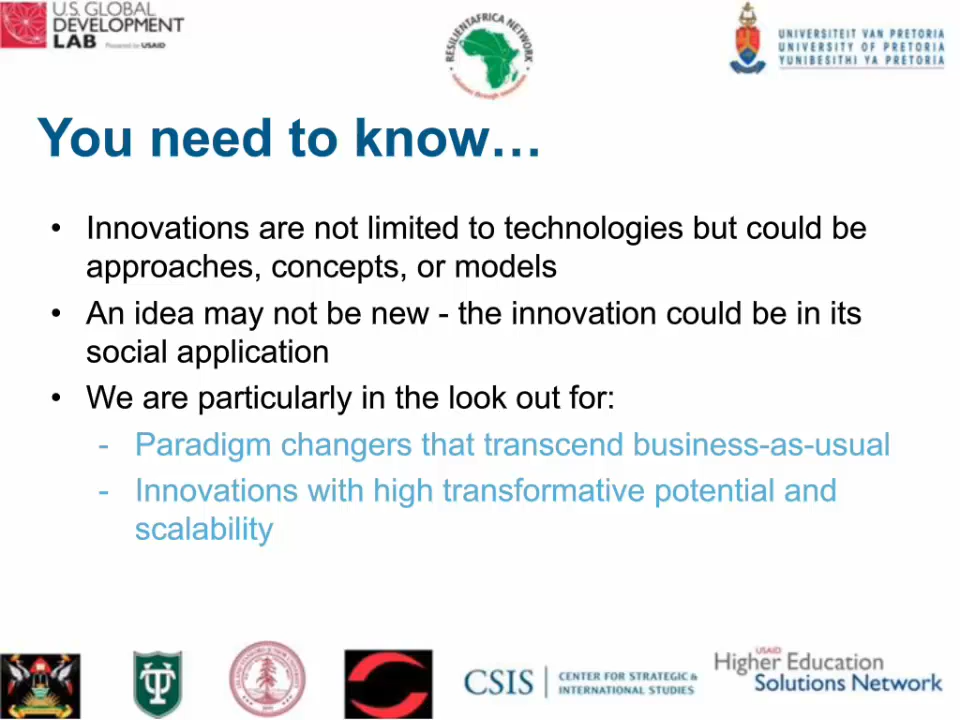 U.S. GLOBAL
DEVELOPMENT
LAB Powered by USAID
RESILIENTAFRICA NETWORK
solutions through innovation
UNIVERSITEIT VAN PRETORIA
UNIVERSITY OF PRETORIA
YUNIBESITHI YA PRETORIA
You need to know…
• Innovations are not limited to technologies but could be
approaches, concepts, or models
• An idea may not be new - the innovation could be in its
social application
• We are particularly in the look out for:
- Paradigm changers that transcend business-as-usual
- Innovations with high transformative potential and
scalability
CSIS | CENTER FOR STRATEGIC &
INTERNATIONAL STUDIES
USAID
Higher Education
Solutions Network